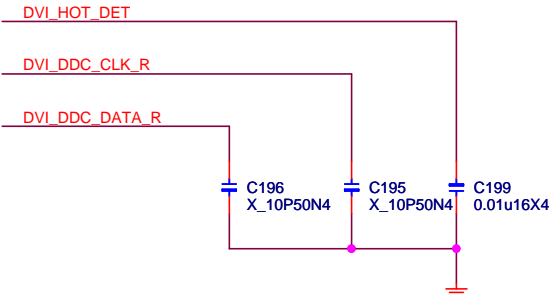 DVI_HOT_DET
DVI_DDC_CLK_R
DVI_DDC_DATA_R
C196
X_10P50N4
C195
X_10P50N4
C199
0.01u16X4